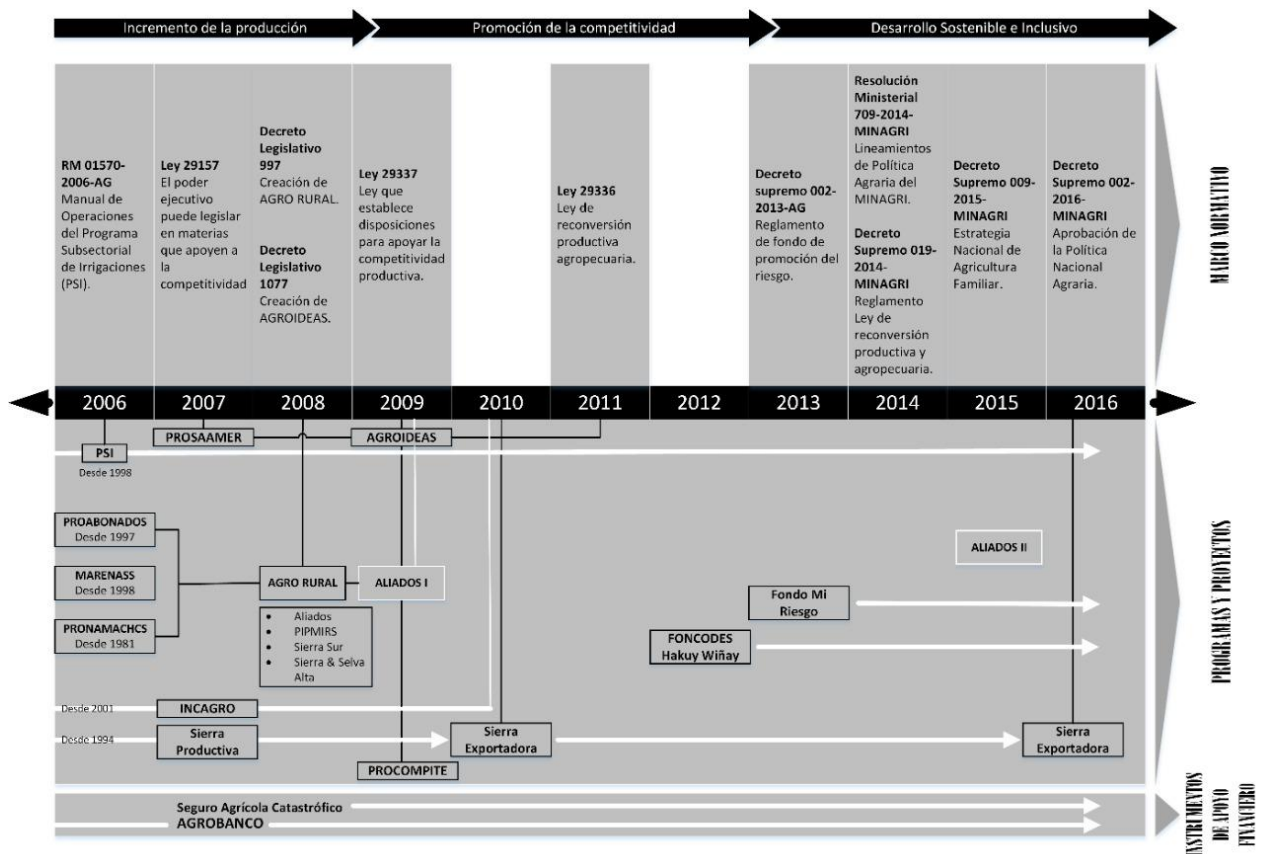 Incremento de la producción
Promoción de la competitividad
Desarrollo Sostenible e Inclusivo
RM 01570-
2006-AG
Manual de
Operaciones
del Programa
Subsectorial
de Irrigaciones
(PSI).
Ley 29157
El poder
ejecutivo
puede legislar
en materias
que apoyen a
la
competitividad
Decreto
Legislativo
997
Creación de
AGRO RURAL.
Decreto
Legislativo
1077
Creación de
AGROIDEAS.
Ley 29337
Ley que
establece
disposiciones
para apoyar la
competitividad
productiva.
Ley 29336
Ley de
reconversión
productiva
agropecuaria.
Decreto
supremo 002-
2013-AG
Reglamento
de fondo de
promoción del
riesgo.
Resolución
Ministerial
709-2014-
MINAGRI
Lineamientos
de Política
Agraria del
MINAGRI.
Decreto
Supremo 019-
2014-
MINAGRI
Reglamento
Ley de
reconversión
productiva y
agropecuaria.
Decreto
Supremo 009-
2015-
MINAGRI
Estrategia
Nacional de
Agricultura
Familiar.
Decreto
Supremo 002-
2016-
MINAGRI
Aprobación de
la Política
Nacional
Agraria.
MARCO NORMATIVO
2006 2007 2008 2009 2010 2011 2012 2013 2014 2015 2016
PROSAAMER
AGROIDEAS
PSI
Desde 1998
PROABONADOS
Desde 1997
MARENASS
Desde 1998
PRONAMACHCS
Desde 1981
AGRO RURAL
• Aliados
• PIPMIRS
• Sierra Sur
• Sierra & Selva
Alta
ALIADOS I
ALIADOS II
Fondo Mi
Riesgo
FONCODES
Hakuy Wiñay
Desde 2001
INCAGRO
Desde 1994
Sierra
Productiva
Sierra
Exportadora
Sierra
Exportadora
PROCOMPITE
PROGRAMAS Y PROYECTOS
Seguro Agrícola Catastrófico
AGROBANCO
INSTRUMENTOS
DE APOYO
FINANCIERO